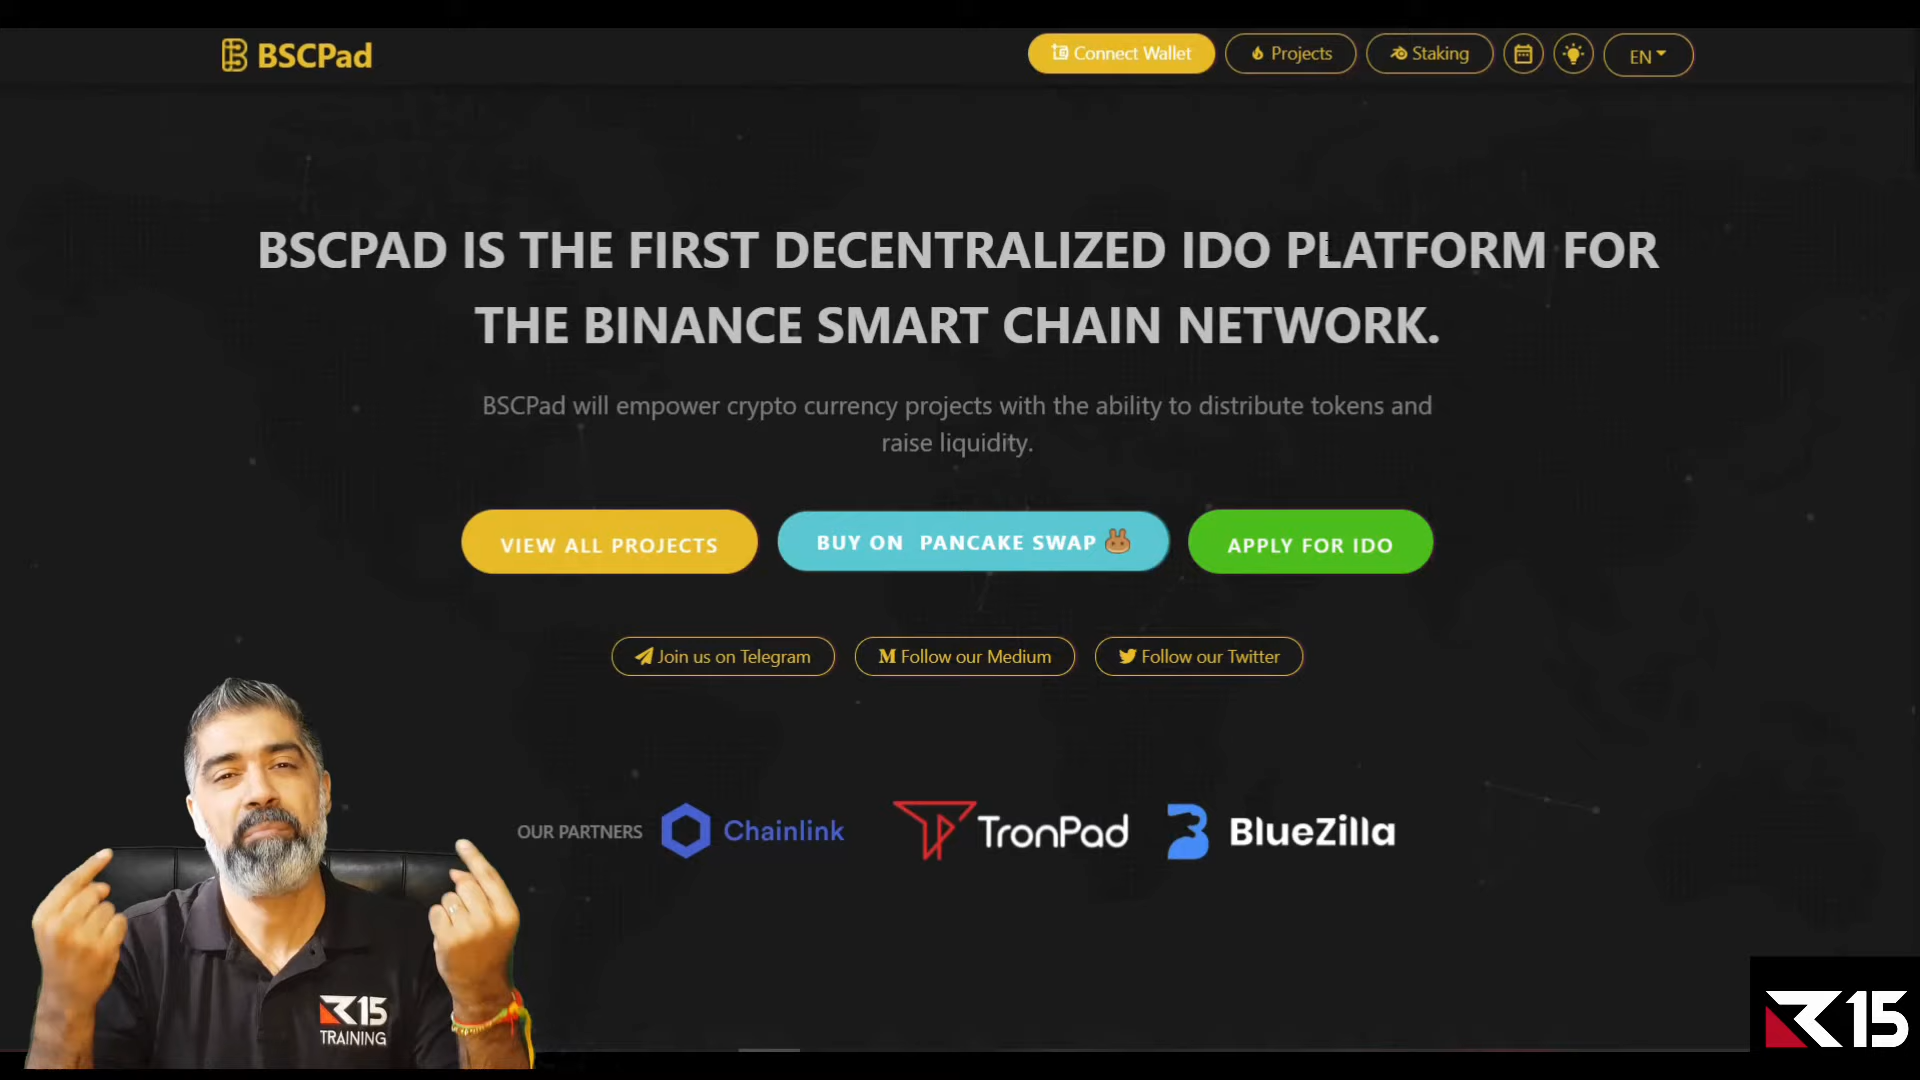 BSCPad
Connect Wallet
Projects
Staking
EN
BSCPAD IS THE FIRST DECENTRALIZED IDO PLATFORM FOR
THE BINANCE SMART CHAIN NETWORK.
BSCPad will empower crypto currency projects with the ability to distribute tokens and
raise liquidity.
VIEW ALL PROJECTS
BUY ON PANCAKE SWAP
APPLY FOR IDO
Join us on Telegram
Follow our Medium
Follow our Twitter
OUR PARTNERS
Chainlink
TronPad
BlueZilla
R15
TRAINING
R15